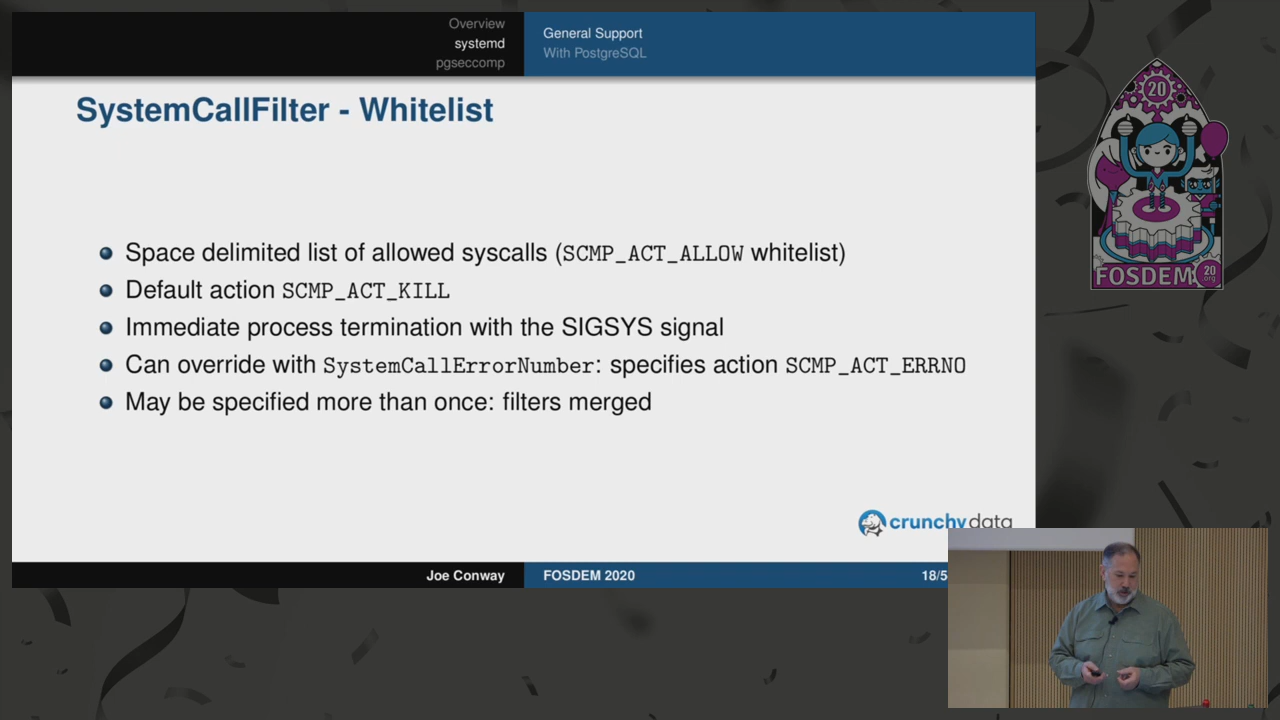 Overview
systemd
pgseccomp
General Support
With PostgreSQL
SystemCallFilter - Whitelist
Space delimited list of allowed syscalls (SCMP_ACT_ALLOW whitelist)
Default action SCMP_ACT_KILL
Immediate process termination with the SIGSYS signal
Can override with SystemCallErrorNumber: specifies action SCMP_ACT_ERRNO
May be specified more than once: filters merged
crunchy data
Joe Conway
FOSDEM 2020
18/5
20
FOSDEM
20
.org